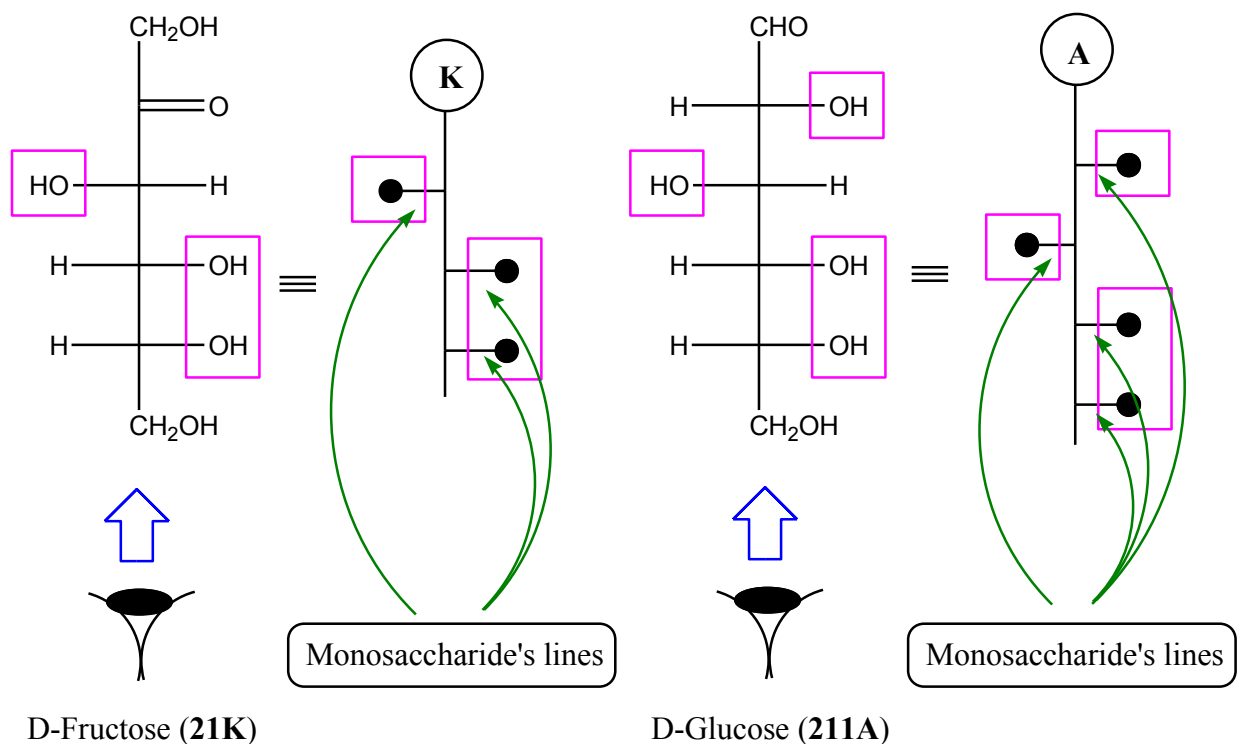 CH2OH
O
HO H
H OH
H OH
CH2OH
K
CHO
H OH
HO H
H OH
H OH
CH2OH
A
≡
≡
Monosaccharide's lines
Monosaccharide's lines
D-Fructose (21K)
D-Glucose (211A)